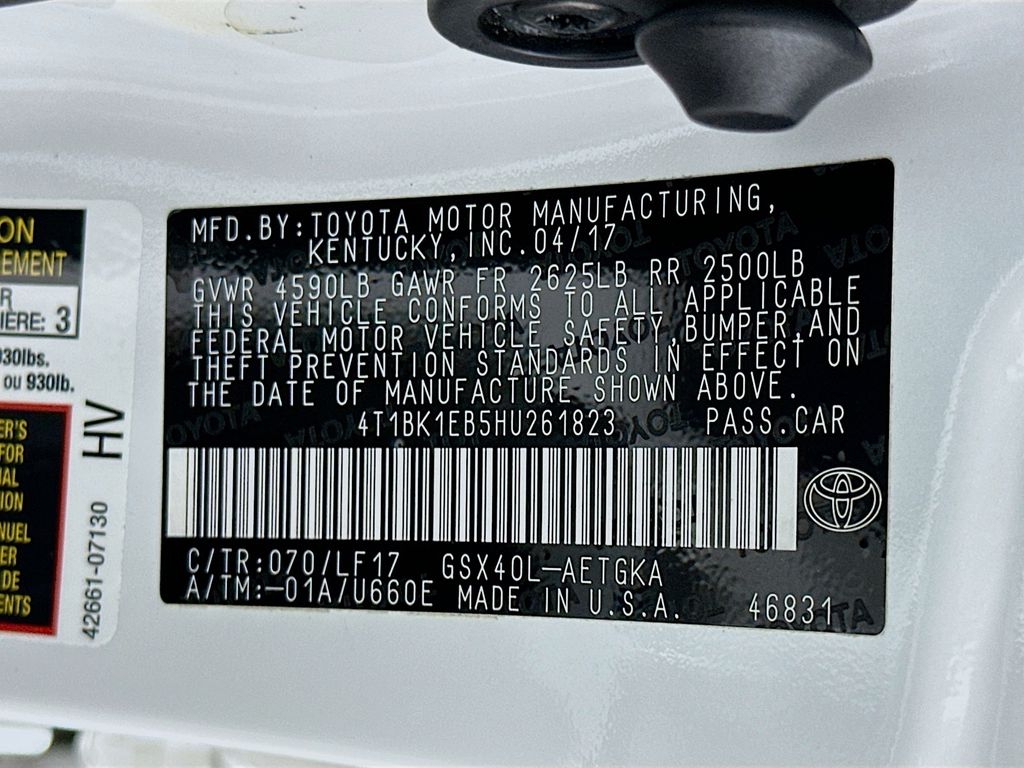 ON
EMENT
R
IERE: 3
930lbs.
ou 930lb.
ER'S
FOR
AL
ION
NUEL
ER
DE
ENTS
HV
42661-07130
MFD.BY:TOYOTA MOTOR MANUFACTURING,
KENTUCKY,INC.04/17
GVWR 4590LB GAWR FR 2625LB RR 2500LB
THIS VEHICLE CONFORMS TO ALL APPLICABLE
FEDERAL MOTOR VEHICLE SAFETY,BUMPER,AND
THEFT PREVENTION STANDARDS IN EFFECT ON
THE DATE OF MANUFACTURE SHOWN ABOVE.
4T1BK1EB5HU261823 PASS.CAR
C/TR:070/LF17 GSX40L-AETGKA
A/TM:-01A/U660E MADE IN U.S.A. 46831